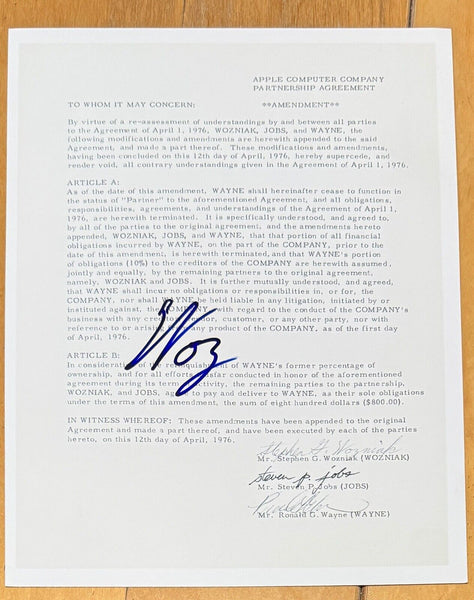 APPLE COMPUTER COMPANY
PARTNERSHIP AGREEMENT
TO WHOM IT MAY CONCERN: **AMENDMENT**
By virtue of a re-assessment of understandings by and between all parties
to the Agreement of April 1, 1976, WOZNIAK, JOBS, and WAYNE, the
following modifications and amendments are herewith appended to the said
Agreement, and made a part thereof. These modifications and amendments,
having been concluded on this 12th day of April, 1976, hereby supercede, and
render void, all contrary understandings given in the Agreement of April 1, 1976.
ARTICLE A:
As of the date of this amendment, WAYNE shall hereinafter cease to function in
the status of "Partner" to the aforementioned Agreement, and all obligations,
responsibilities, agreements, and understandings of the Agreement of April 1,
1976, are herewith terminated. It is specifically understood, and agreed to,
by all of the parties to the original agreement, and the amendments hereto
appended, WOZNIAK, JOBS, and WAYNE, that that portion of all financial
obligations incurred by WAYNE, on the part of the COMPANY, prior to the
date of this amendment, is herewith terminated, and that WAYNE's portion
of obligations (10%) to the creditors of the COMPANY are herewith assumed,
jointly and equally, by the remaining partners to the original agreement,
namely, WOZNIAK and JOBS. It is further mutually understood, and agreed,
that WAYNE shall incur no obligations or responsibilities in, or for, the
COMPANY, nor shall WAYNE be held liable in any litigation, initiated by or
instituted against, the COMPANY, with regard to the conduct of the COMPANY's
business with any creditor, vendor, customer, or any other party, nor with
reference to or arising any product of the COMPANY, as of the first day
of April, 1976.
Woz
ARTICLE B:
In consideration of the relinquishment of WAYNE's former percentage of
ownership, and for all efforts thusfar conducted in honor of the aforementioned
agreement during its term activity, the remaining parties to the partnership,
WOZNIAK, and JOBS, agree to pay and deliver to WAYNE, as their sole
obligations under the terms of this amendment, the sum of eight hundred dollars ($800.00).
IN WITNESS WHEREOF: These amendments have been appended to the original
Agreement and made a part thereof, and have been executed by each of the parties
hereto, on this 12th day of April, 1976.
Stephen G. Wozniak
Mr. Stephen G. Wozniak (WOZNIAK)
steven p. jobs
Mr. Steven P. Jobs (JOBS)
Mr. Ronald G. Wayne (WAYNE)